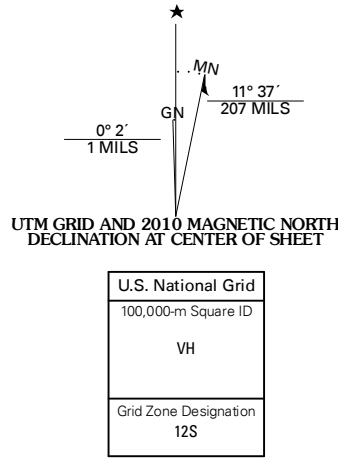 ★
MN
GN
11° 37´
207 MILS
0° 2´
1 MILS
UTM GRID AND 2010 MAGNETIC NORTH
DECLINATION AT CENTER OF SHEET
U.S. National Grid
100,000-m Square ID
VH
Grid Zone Designation
12S